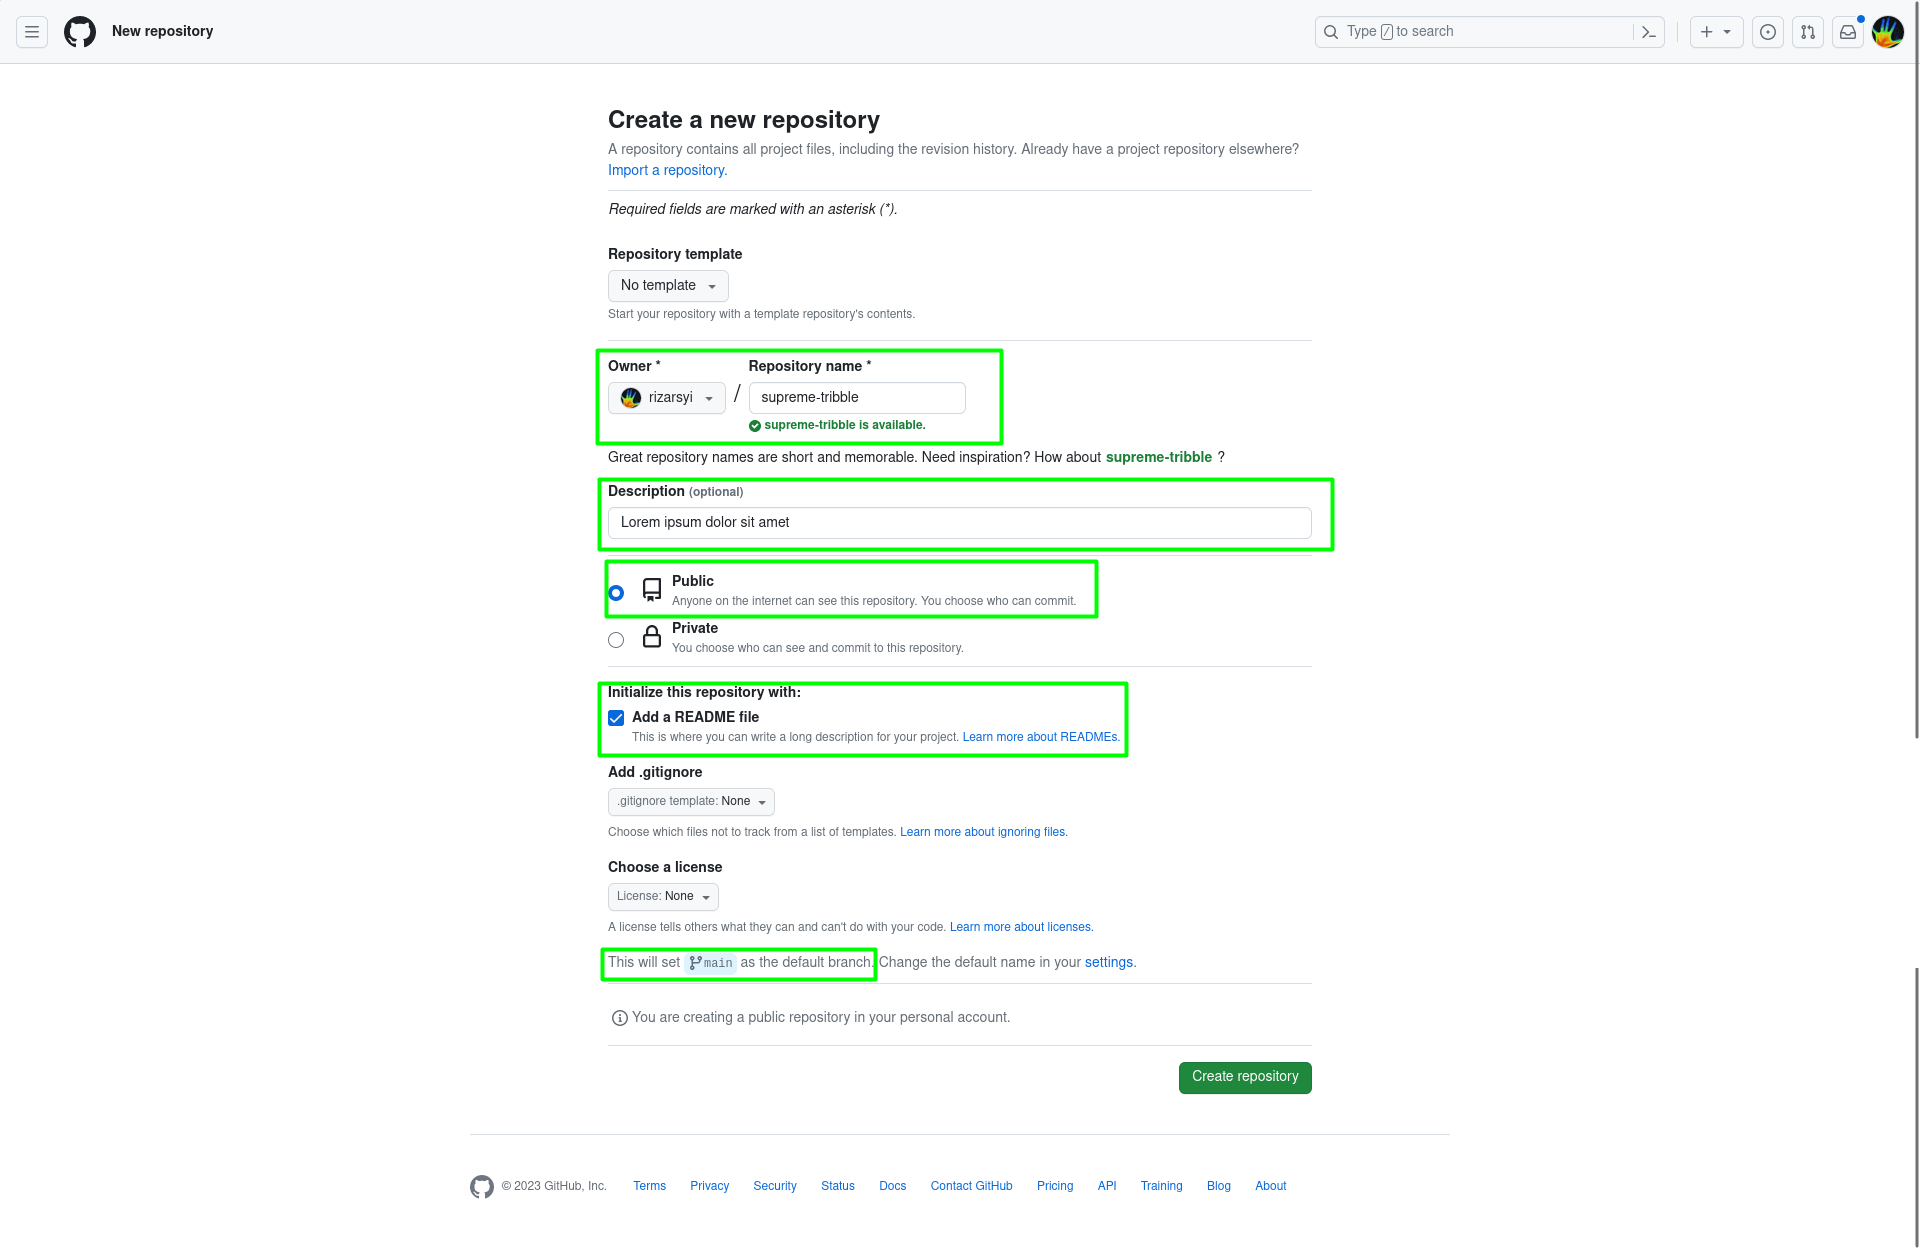 New repository
Type / to search
Create a new repository
A repository contains all project files, including the revision history. Already have a project repository elsewhere?
Import a repository.
Required fields are marked with an asterisk (*).
Repository template
No template
Start your repository with a template repository's contents.
Owner * Repository name *
rizarsyi / supreme-tribble
supreme-tribble is available.
Great repository names are short and memorable. Need inspiration? How about supreme-tribble ?
Description (optional)
Lorem ipsum dolor sit amet
Public
Anyone on the internet can see this repository. You choose who can commit.
Private
You choose who can see and commit to this repository.
Initialize this repository with:
Add a README file
This is where you can write a long description for your project. Learn more about READMEs.
Add .gitignore
.gitignore template: None
Choose which files not to track from a list of templates. Learn more about ignoring files.
Choose a license
License: None
A license tells others what they can and can't do with your code. Learn more about licenses.
This will set main as the default branch. Change the default name in your settings.
You are creating a public repository in your personal account.
Create repository
© 2023 GitHub, Inc. Terms Privacy Security Status Docs Contact GitHub Pricing API Training Blog About